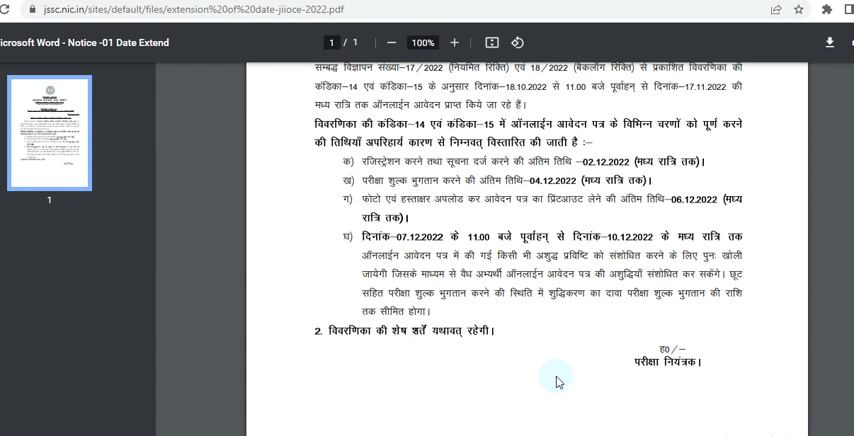 jssc.nic.in/sites/default/files/extension%20of%20date-jiioce-2022.pdf
icrosoft Word - Notice -01 Date Extend
1 / 1
100%
सम्बद्ध विज्ञापन संख्या–17/2022 (नियमित रिक्ति) एवं 18/2022 (बैकलॉग रिक्ति) से प्रकाशित विवरणिका की
कंडिका–14 एवं कंडिका–15 के अनुसार दिनांक–18.10.2022 से 11.00 बजे पूर्वाहन् से दिनांक–17.11.2022 की
मध्य रात्रि तक ऑनलाईन आवेदन प्राप्त किये जा रहे हैं।
विवरणिका की कंडिका–14 एवं कंडिका–15 में ऑनलाईन आवेदन पत्र के विभिन्न चरणों को पूर्ण करने
की तिथियाँ अपरिहार्य कारण से निम्नवत् विस्तारित की जाती है :–
क) रजिस्ट्रेशन करने तथा सूचना दर्ज करने की अंतिम तिथि –02.12.2022 (मध्य रात्रि तक)।
ख) परीक्षा शुल्क भुगतान करने की अंतिम तिथि–04.12.2022 (मध्य रात्रि तक)।
ग) फोटो एवं हस्ताक्षर अपलोड कर आवेदन पत्र का प्रिंटआउट लेने की अंतिम तिथि–06.12.2022 (मध्य
रात्रि तक)।
घ) दिनांक–07.12.2022 के 11.00 बजे पूर्वाहन् से दिनांक–10.12.2022 के मध्य रात्रि तक
ऑनलाईन आवेदन पत्र में की गई किसी भी अशुद्ध प्रविष्टि को संशोधित करने के लिए पुनः खोली
जायेगी जिसके माध्यम से वैध अभ्यर्थी ऑनलाईन आवेदन पत्र की अशुद्धियाँ संशोधित कर सकेंगे। छूट
सहित परीक्षा शुल्क भुगतान करने की स्थिति में शुद्धिकरण का दावा परीक्षा शुल्क भुगतान की राशि
तक सीमित होगा।
2. विवरणिका की शेष शर्तें यथावत् रहेगी।
ह0/–
परीक्षा नियंत्रक।
1